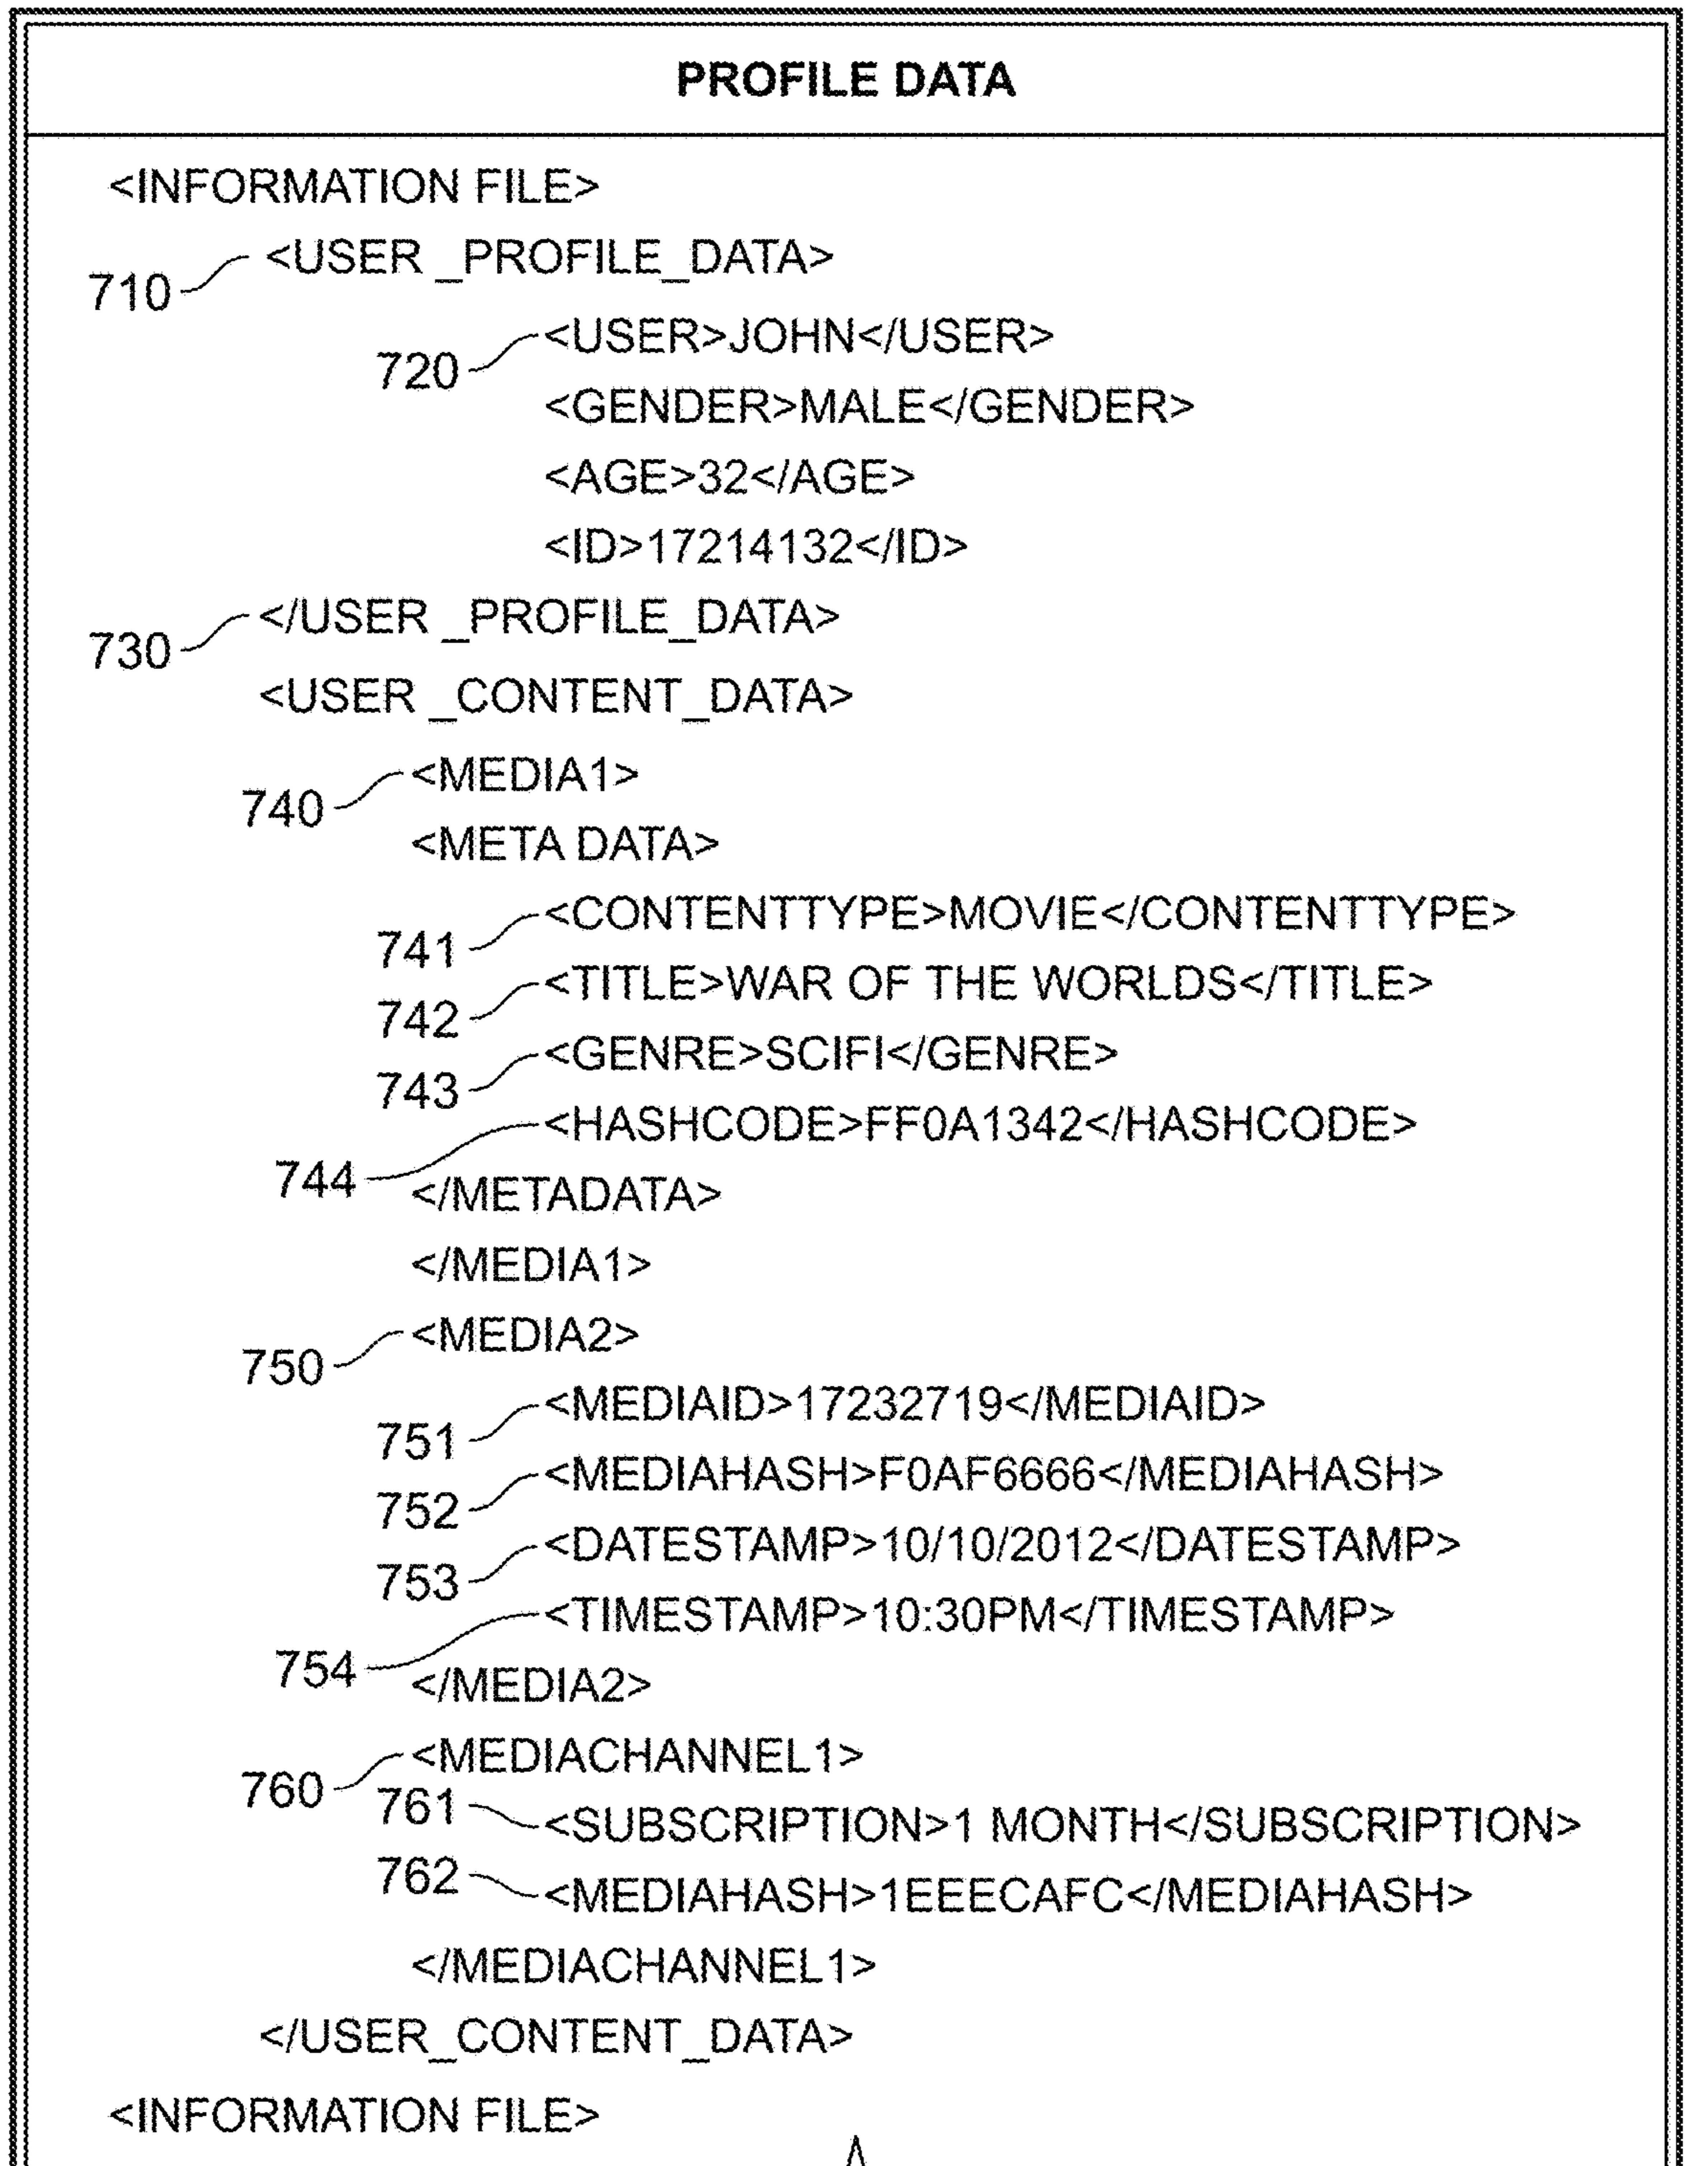 PROFILE DATA
<INFORMATION FILE>
710 <USER _PROFILE_DATA>
720 <USER>JOHN</USER>
<GENDER>MALE</GENDER>
<AGE>32</AGE>
<ID>17214132</ID>
730 </USER _PROFILE_DATA>
<USER _CONTENT_DATA>
740 <MEDIA1>
<META DATA>
741 <CONTENTTYPE>MOVIE</CONTENTTYPE>
742 <TITLE>WAR OF THE WORLDS</TITLE>
743 <GENRE>SCIFI</GENRE>
744 <HASHCODE>FF0A1342</HASHCODE>
</METADATA>
</MEDIA1>
750 <MEDIA2>
751 <MEDIAID>17232719</MEDIAID>
752 <MEDIAHASH>F0AF6666</MEDIAHASH>
753 <DATESTAMP>10/10/2012</DATESTAMP>
754 <TIMESTAMP>10:30PM</TIMESTAMP>
</MEDIA2>
760 <MEDIACHANNEL1>
761 <SUBSCRIPTION>1 MONTH</SUBSCRIPTION>
762 <MEDIAHASH>1EEECAFC</MEDIAHASH>
</MEDIACHANNEL1>
</USER_CONTENT_DATA>
<INFORMATION FILE>